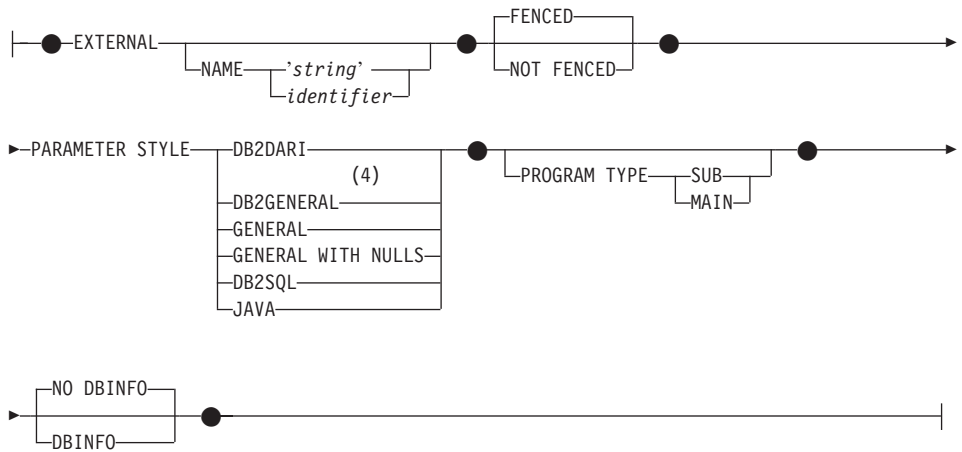 FENCED
EXTERNAL
NAME 'string'
identifier
NOT FENCED
PARAMETER STYLE DB2DARI
(4)
DB2GENERAL
GENERAL
GENERAL WITH NULLS
DB2SQL
JAVA
PROGRAM TYPE SUB
MAIN
NO DBINFO
DBINFO